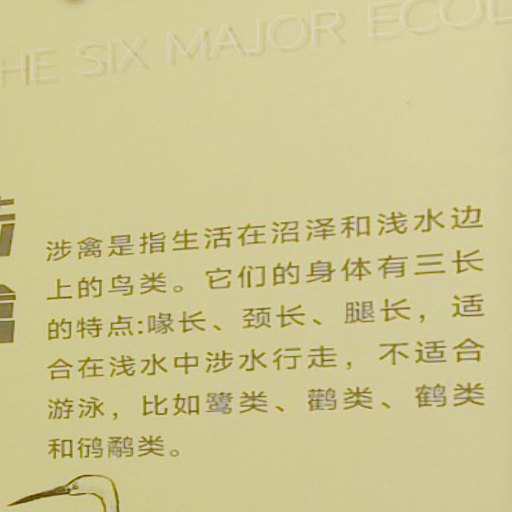 THE SIX MAJOR ECOL
涉禽是指生活在沼泽和浅水边
上的鸟类。它们的身体有三长
的特点:喙长、颈长、腿长，适
合在浅水中涉水行走，不适合
游泳，比如鹭类、鹳类、鹤类
和鸻鹬类。